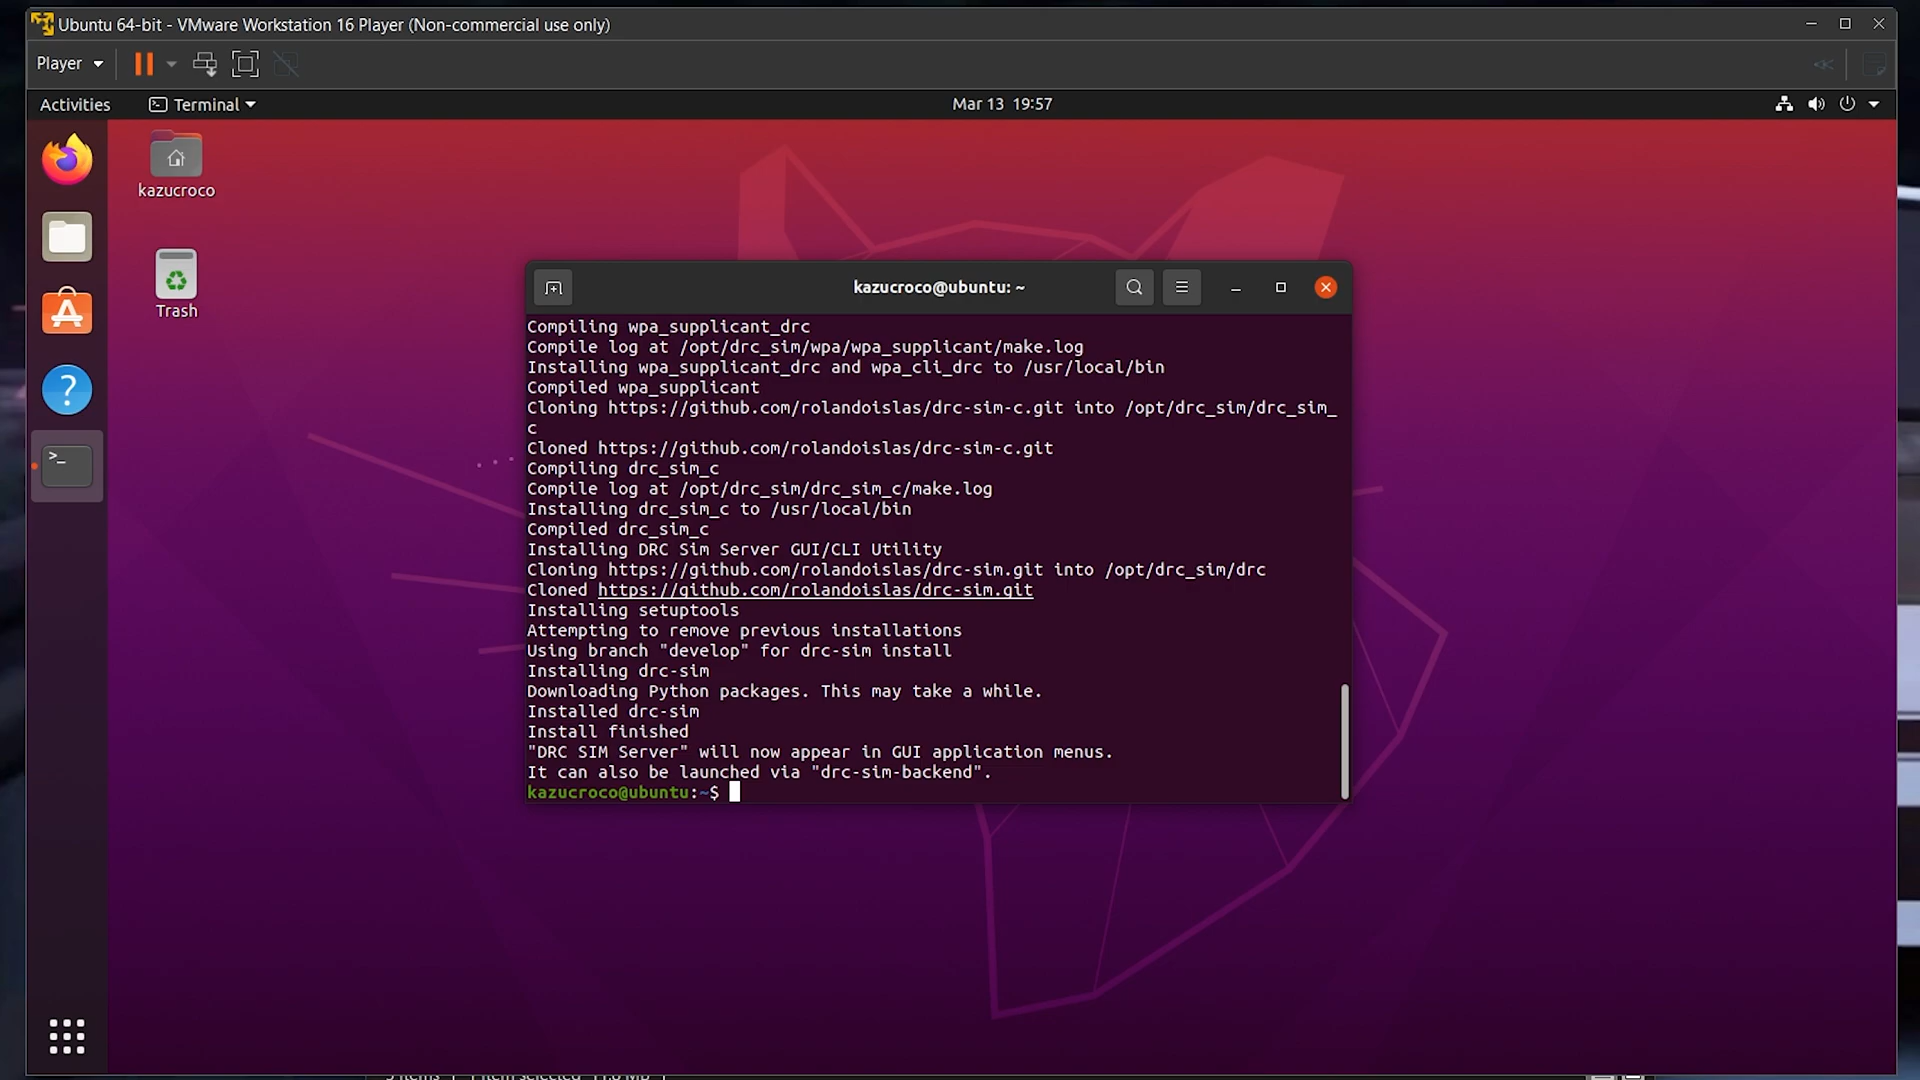 Ubuntu 64-bit - VMware Workstation 16 Player (Non-commercial use only)
Player
Activities
Terminal
Mar 13 19:57
kazucroco
Trash
kazucroco@ubuntu: ~
Compiling wpa_supplicant_drc
Compile log at /opt/drc_sim/wpa/wpa_supplicant/make.log
Installing wpa_supplicant_drc and wpa_cli_drc to /usr/local/bin
Compiled wpa_supplicant
Cloning https://github.com/rolandoislas/drc-sim-c.git into /opt/drc_sim/drc_sim_
c
Cloned https://github.com/rolandoislas/drc-sim-c.git
Compiling drc_sim_c
Compile log at /opt/drc_sim/drc_sim_c/make.log
Installing drc_sim_c to /usr/local/bin
Compiled drc_sim_c
Installing DRC Sim Server GUI/CLI Utility
Cloning https://github.com/rolandoislas/drc-sim.git into /opt/drc_sim/drc
Cloned https://github.com/rolandoislas/drc-sim.git
Installing setuptools
Attempting to remove previous installations
Using branch "develop" for drc-sim install
Installing drc-sim
Downloading Python packages. This may take a while.
Installed drc-sim
Install finished
"DRC SIM Server" will now appear in GUI application menus.
It can also be launched via "drc-sim-backend".
kazucroco@ubuntu:~$